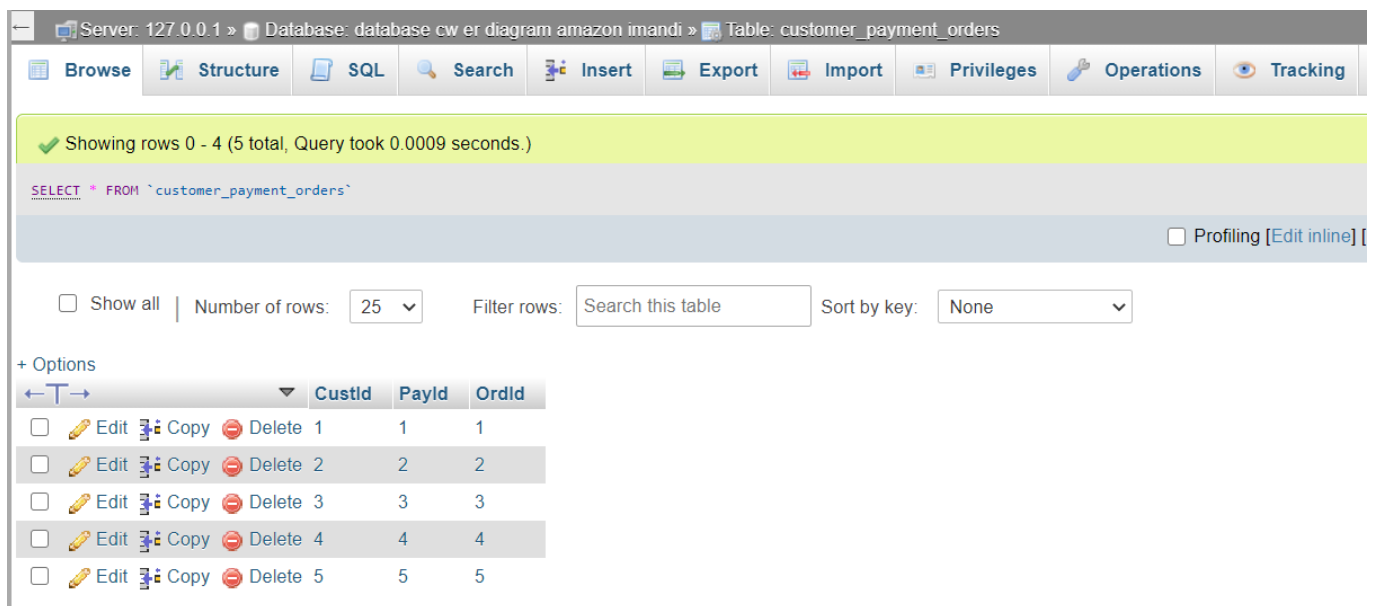 Server: 127.0.0.1 » Database: database cw er diagram amazon imandi » Table: customer_payment_orders
Browse Structure SQL Search Insert Export Import Privileges Operations Tracking
Showing rows 0 - 4 (5 total, Query took 0.0009 seconds.)
SELECT * FROM `customer_payment_orders`
Profiling [Edit inline] [
Show all | Number of rows: 25 Filter rows: Search this table Sort by key: None
+ Options
←T→ CustId PayId OrdId
Edit Copy Delete 1 1 1
Edit Copy Delete 2 2 2
Edit Copy Delete 3 3 3
Edit Copy Delete 4 4 4
Edit Copy Delete 5 5 5